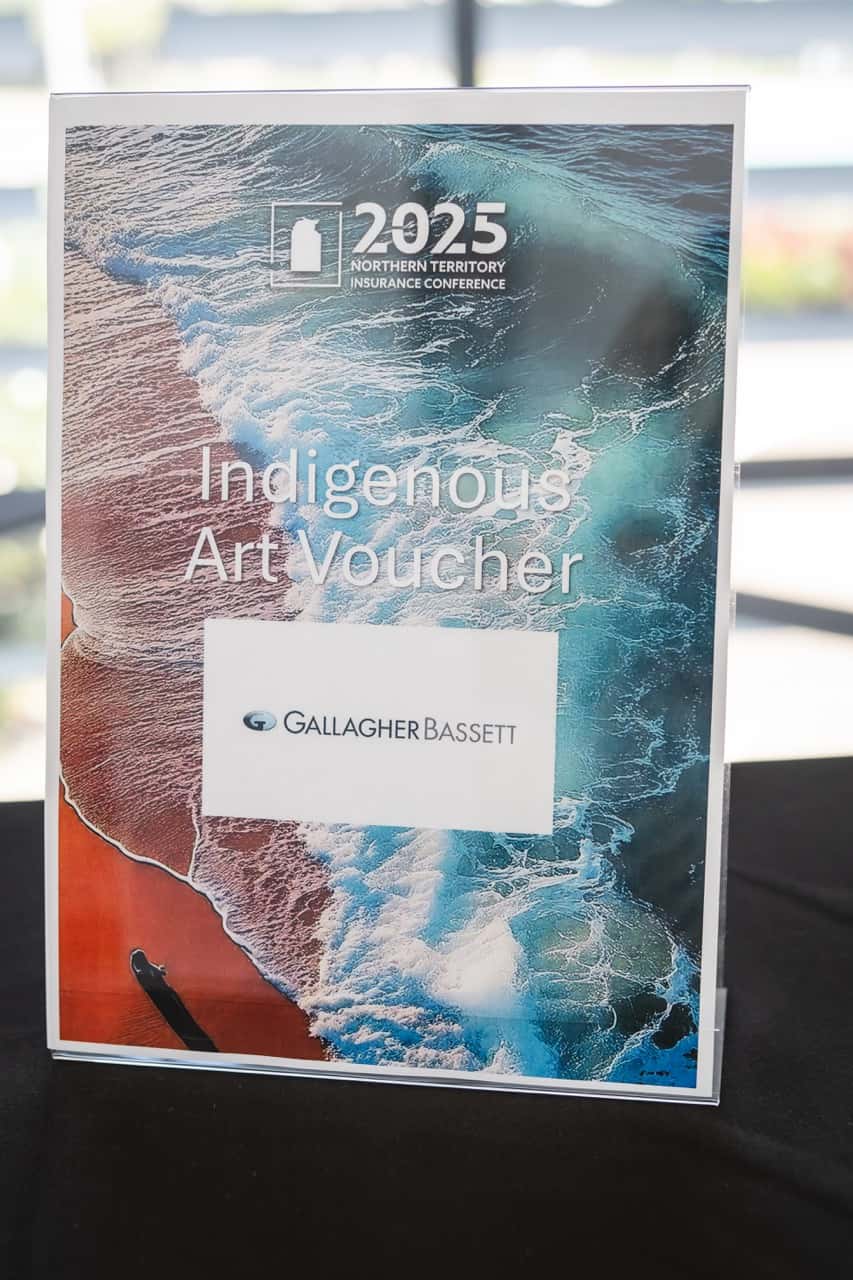 2025
NORTHERN TERRITORY
INSURANCE CONFERENCE
Indigenous
Art Voucher
G GALLAGHER BASSETT